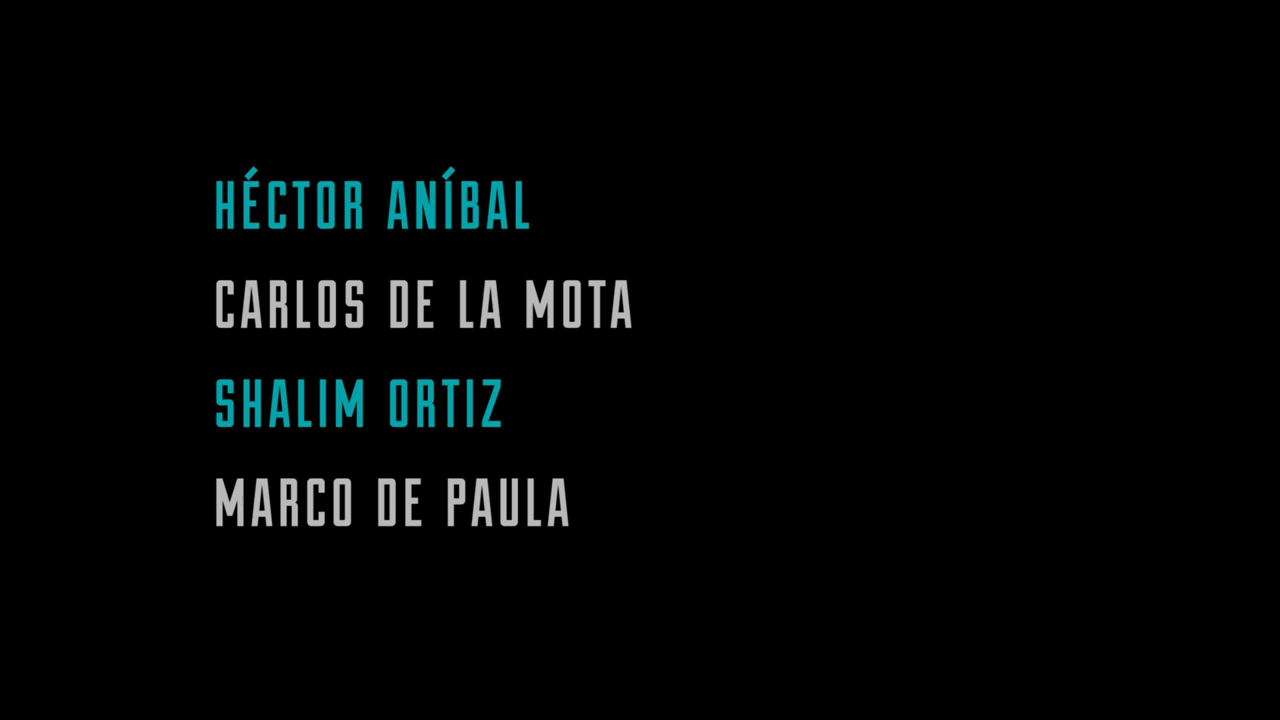 HÉCTOR ANÍBAL
CARLOS DE LA MOTA
SHALIM ORTIZ
MARCO DE PAULA